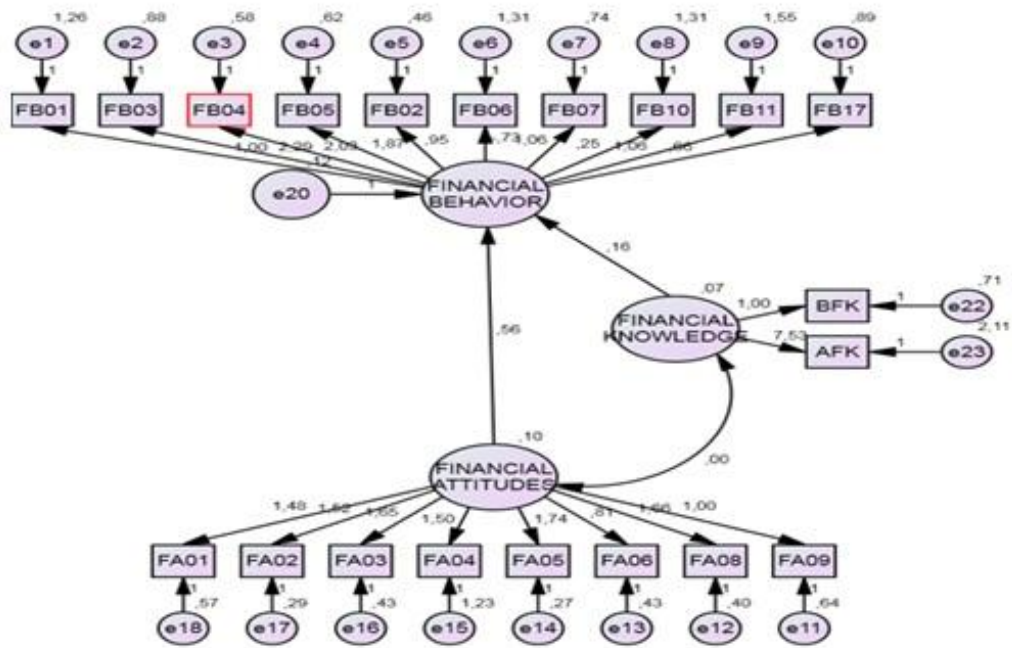 1,26 ,88 ,58 ,62 ,46 1,31 ,74 1,31 1,55 ,89
e1 e2 e3 e4 e5 e6 e7 e8 e9 e10
1 1 1 1 1 1 1 1 1 1
FB01 FB03 FB04 FB05 FB02 FB06 FB07 FB10 FB11 FB17
1,00 2,29 2,03 1,87 ,95 ,73 1,06 ,25 1,06
,12
e20 1 FINANCIAL
BEHAVIOR
,16
,07 ,71
1,00 BFK 1 e22
FINANCIAL 2,11
KNOWLEDGE 7,53 AFK 1 e23
,56
,10
,00
FINANCIAL
ATTITUDES
1,48 1,65 1,50 1,74 ,81 1,66 1,00
FA01 FA02 FA03 FA04 FA05 FA06 FA08 FA09
1 1 1 1 1 1 1 1
,57 ,29 ,43 1,23 ,27 ,43 ,40 ,64
e18 e17 e16 e15 e14 e13 e12 e11